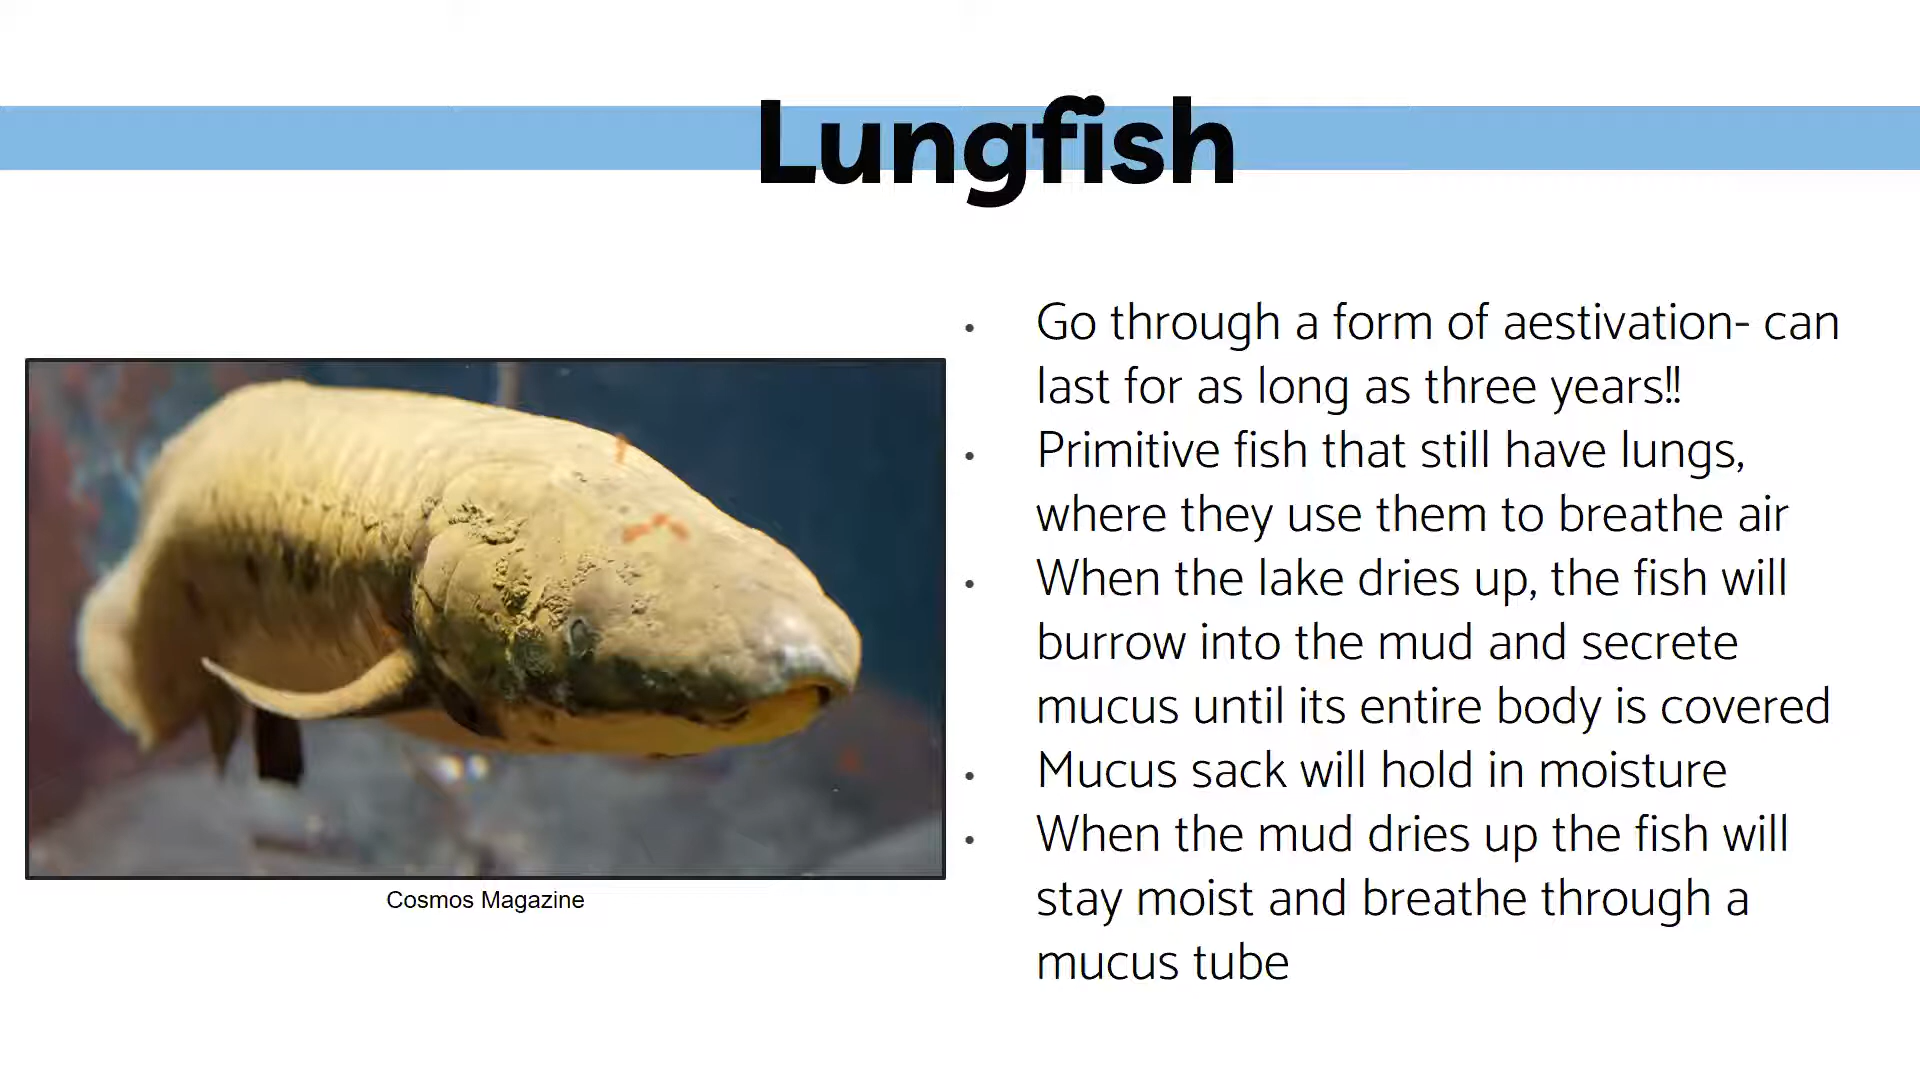 Lungfish
• Go through a form of aestivation- can
last for as long as three years!!
• Primitive fish that still have lungs,
where they use them to breathe air
• When the lake dries up, the fish will
burrow into the mud and secrete
mucus until its entire body is covered
• Mucus sack will hold in moisture
• When the mud dries up the fish will
stay moist and breathe through a
mucus tube
Cosmos Magazine